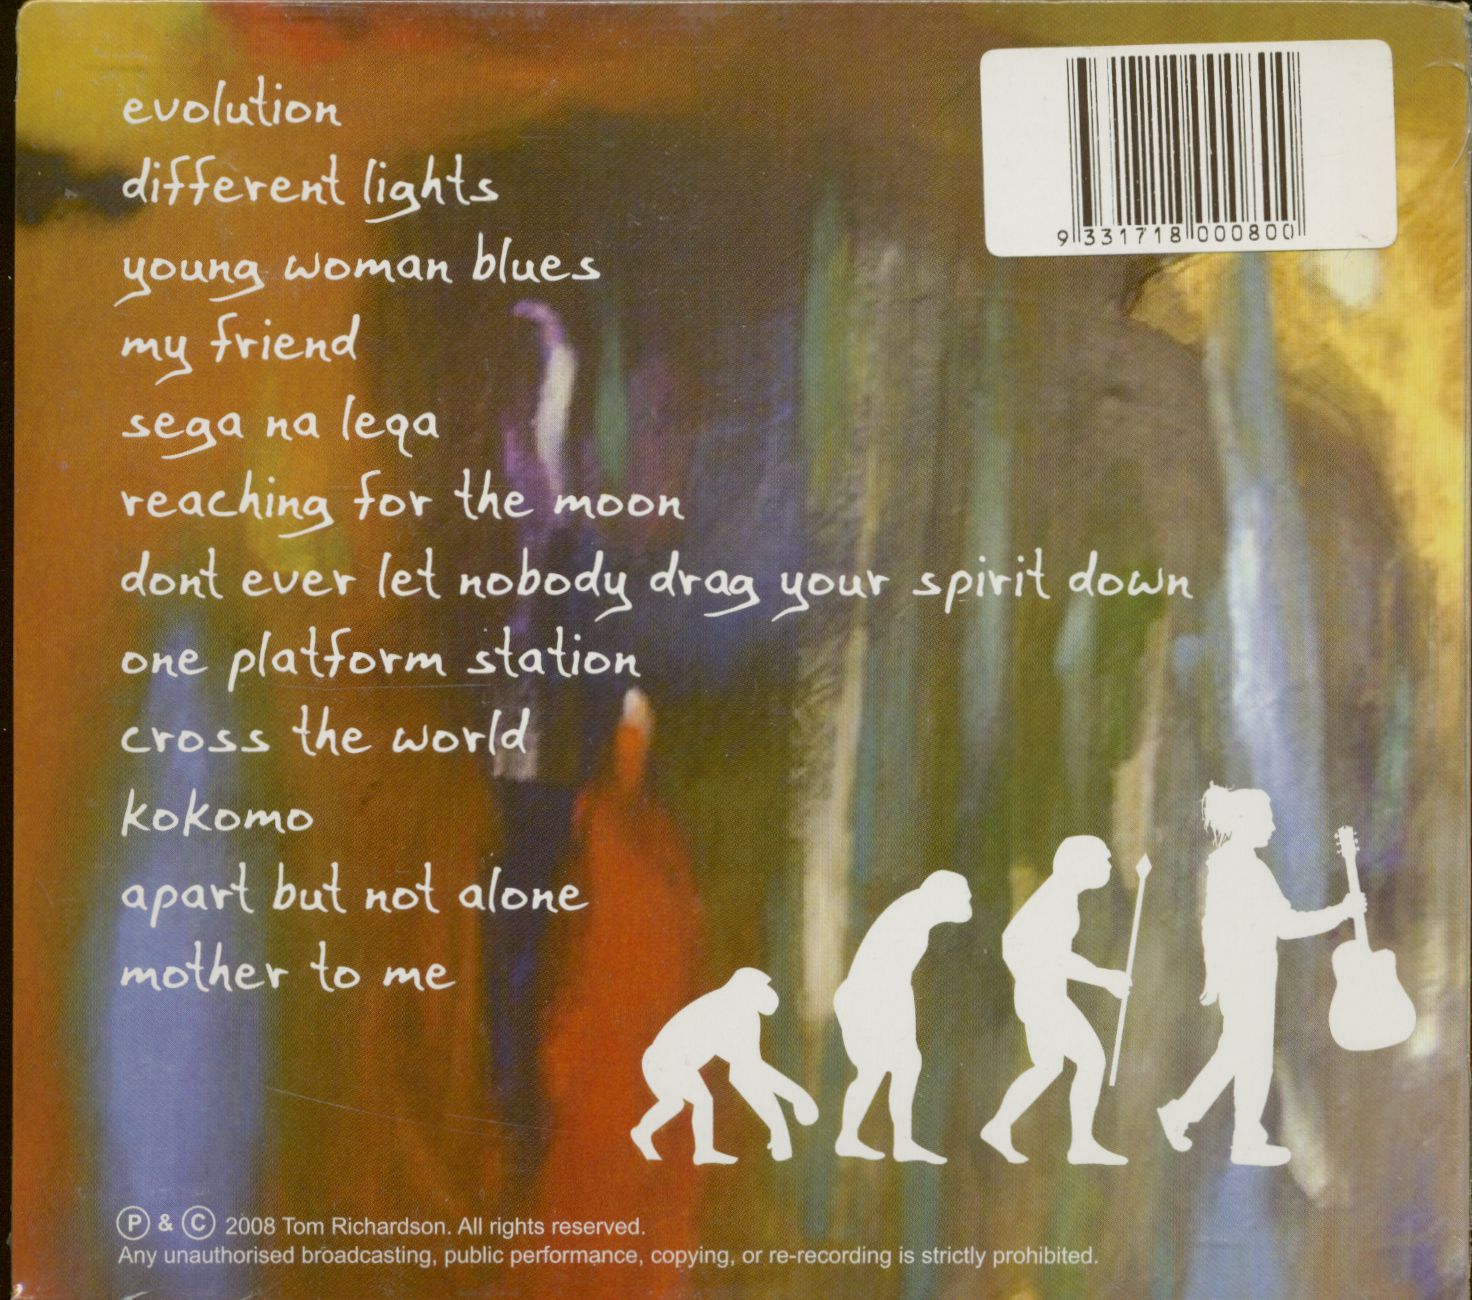 evolution
different lights
young woman blues
my friend
sega na leqa
reaching for the moon
dont ever let nobody drag your spirit down
one platform station
cross the world
kokomo
apart but not alone
mother to me
9 331718 000800
Ⓟ & © 2008 Tom Richardson. All rights reserved.
Any unauthorised broadcasting, public performance, copying, or re-recording is strictly prohibited.